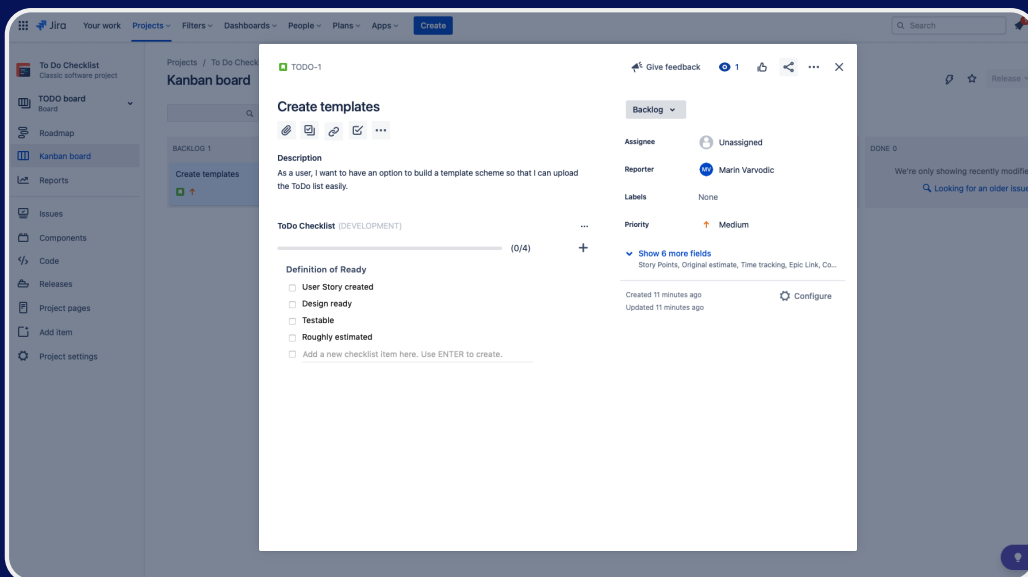 Jira Your work Projects Filters Dashboards People Plans Apps Create Search
To Do Checklist
Classic software project
TODO board
Board
Roadmap
Kanban board
Reports
Issues
Components
Code
Releases
Project pages
Add item
Project settings
Projects / To Do Check
Kanban board
Release
BACKLOG 1
Create templates
DONE 0
We're only showing recently modifie
Looking for an older issue
TODO-1
Give feedback 1
Create templates
Description
As a user, I want to have an option to build a template scheme so that I can upload
the ToDo list easily.
ToDo Checklist (DEVELOPMENT)
(0/4)
Definition of Ready
User Story created
Design ready
Testable
Roughly estimated
Add a new checklist item here. Use ENTER to create.
Backlog
Assignee Unassigned
Reporter MV Marin Varvodic
Labels None
Priority Medium
Show 6 more fields
Story Points, Original estimate, Time tracking, Epic Link, Co...
Created 11 minutes ago Configure
Updated 11 minutes ago